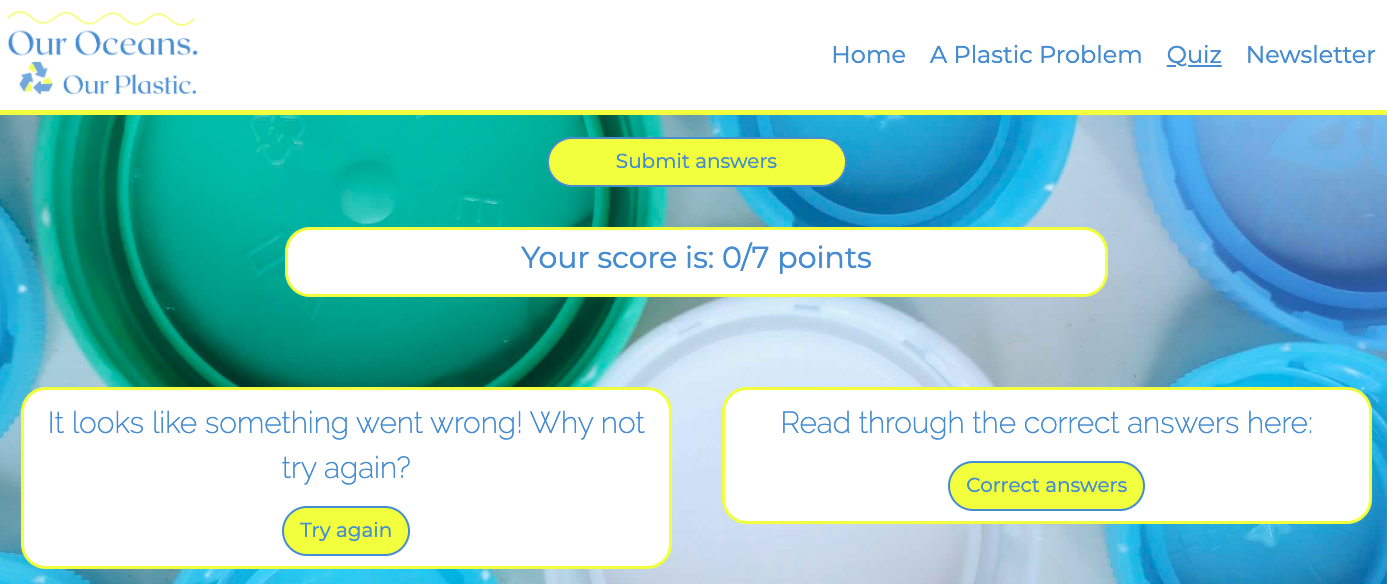 Our Oceans.
Our Plastic.
Home A Plastic Problem Quiz Newsletter
Submit answers
Your score is: 0/7 points
It looks like something went wrong! Why not
try again?
Try again
Read through the correct answers here:
Correct answers